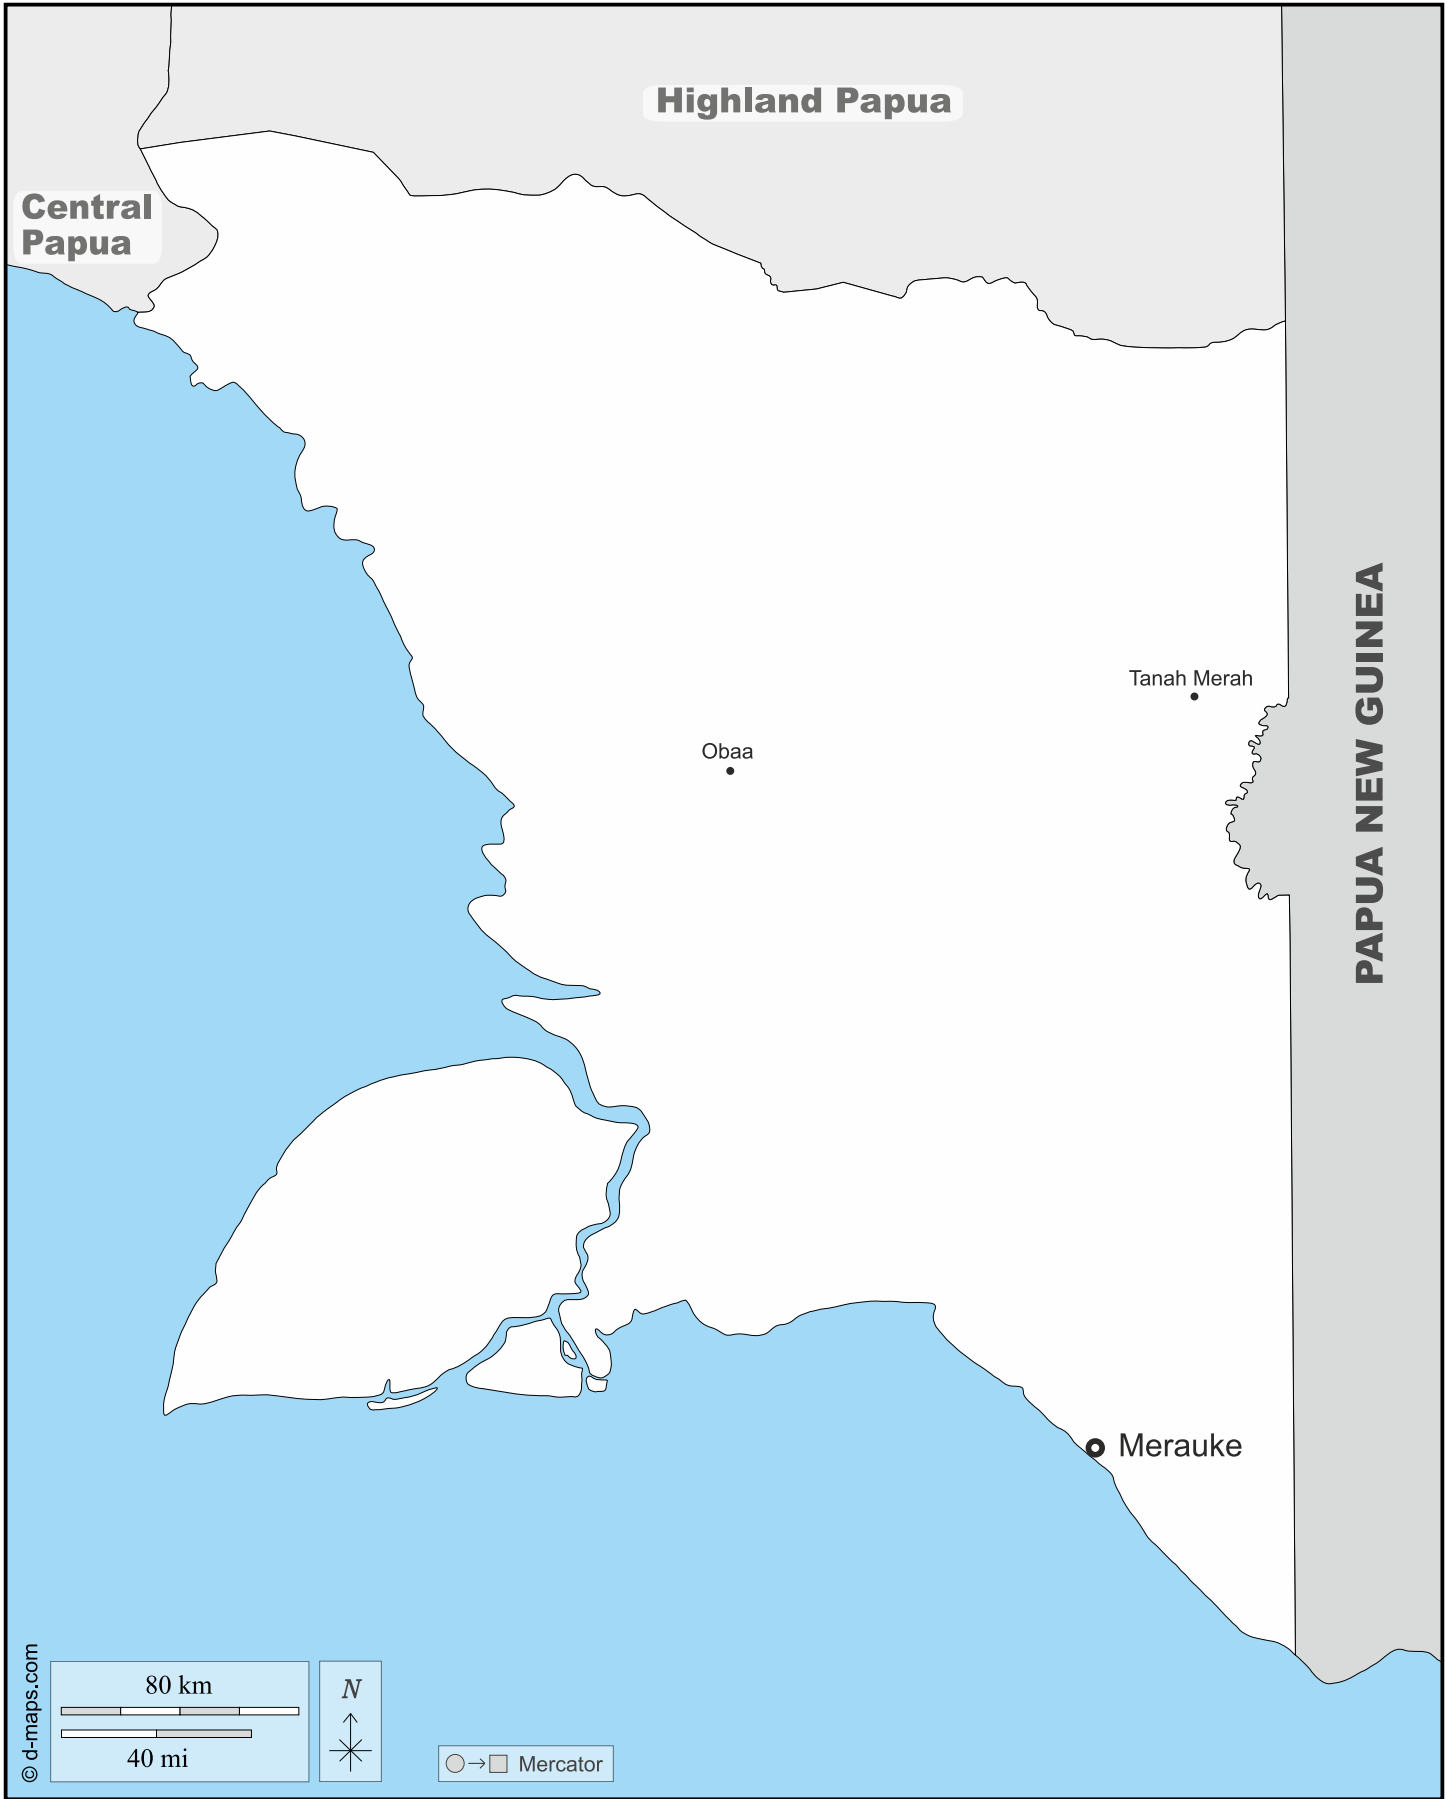 Highland Papua
Central
Papua
PAPUA NEW GUINEA
Tanah Merah
Obaa
Merauke
© d-maps.com
80 km
40 mi
N
Mercator